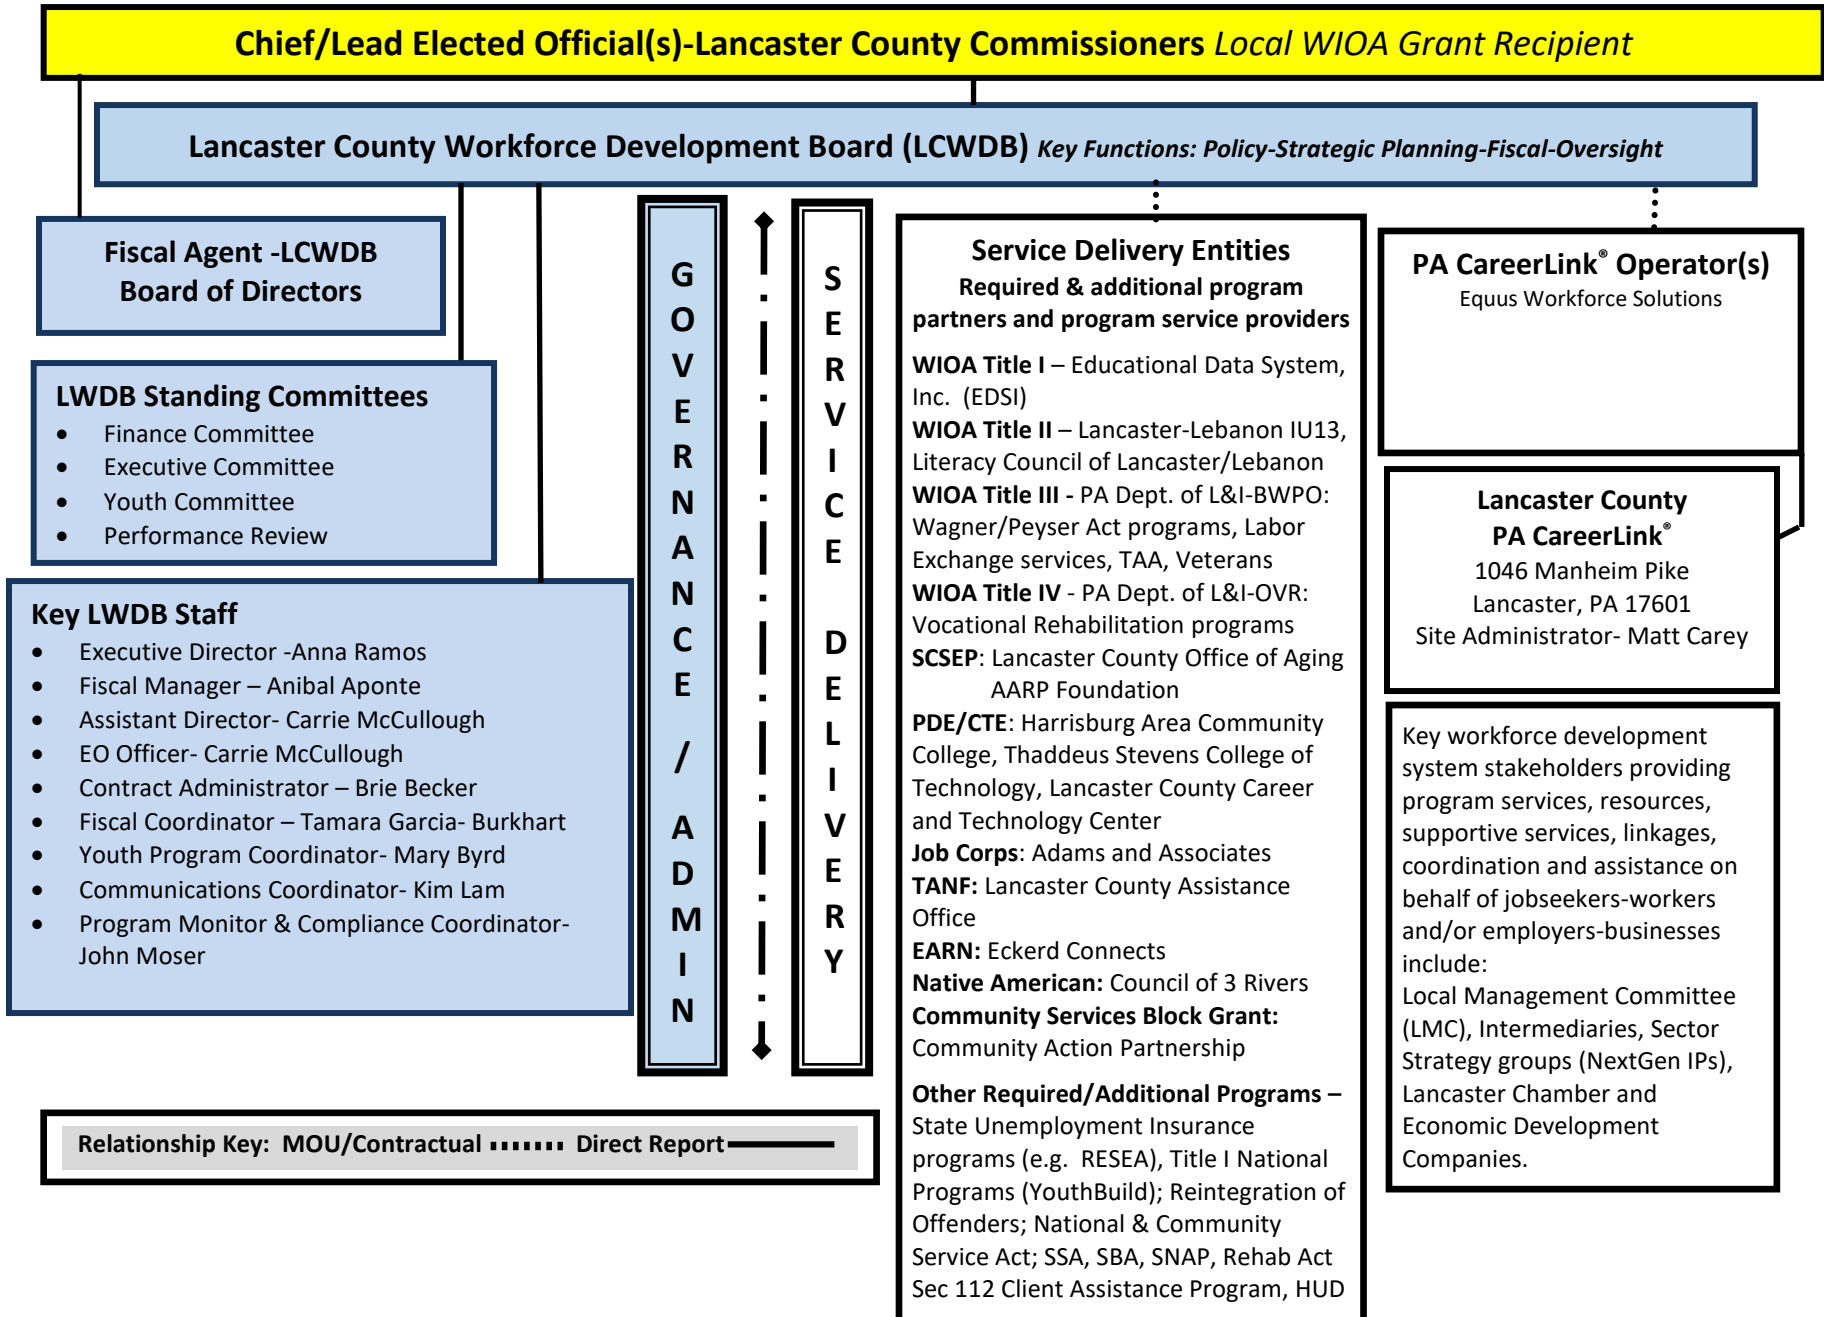 Chief/Lead Elected Official(s)-Lancaster County Commissioners Local WIOA Grant Recipient
Lancaster County Workforce Development Board (LCWDB) Key Functions: Policy-Strategic Planning-Fiscal-Oversight
Fiscal Agent -LCWDB
Board of Directors
LWDB Standing Committees
• Finance Committee
• Executive Committee
• Youth Committee
• Performance Review
Key LWDB Staff
• Executive Director -Anna Ramos
• Fiscal Manager – Anibal Aponte
• Assistant Director- Carrie McCullough
• EO Officer- Carrie McCullough
• Contract Administrator – Brie Becker
• Fiscal Coordinator – Tamara Garcia- Burkhart
• Youth Program Coordinator- Mary Byrd
• Communications Coordinator- Kim Lam
• Program Monitor & Compliance Coordinator-
John Moser
GOVERNANCE / ADMIN
SERVICE DELIVERY
Service Delivery Entities
Required & additional program
partners and program service providers
WIOA Title I – Educational Data System,
Inc. (EDSI)
WIOA Title II – Lancaster-Lebanon IU13,
Literacy Council of Lancaster/Lebanon
WIOA Title III - PA Dept. of L&I-BWPO:
Wagner/Peyser Act programs, Labor
Exchange services, TAA, Veterans
WIOA Title IV - PA Dept. of L&I-OVR:
Vocational Rehabilitation programs
SCSEP: Lancaster County Office of Aging
AARP Foundation
PDE/CTE: Harrisburg Area Community
College, Thaddeus Stevens College of
Technology, Lancaster County Career
and Technology Center
Job Corps: Adams and Associates
TANF: Lancaster County Assistance
Office
EARN: Eckerd Connects
Native American: Council of 3 Rivers
Community Services Block Grant:
Community Action Partnership
Other Required/Additional Programs –
State Unemployment Insurance
programs (e.g. RESEA), Title I National
Programs (YouthBuild); Reintegration of
Offenders; National & Community
Service Act; SSA, SBA, SNAP, Rehab Act
Sec 112 Client Assistance Program, HUD
PA CareerLink® Operator(s)
Equus Workforce Solutions
Lancaster County
PA CareerLink®
1046 Manheim Pike
Lancaster, PA 17601
Site Administrator- Matt Carey
Key workforce development
system stakeholders providing
program services, resources,
supportive services, linkages,
coordination and assistance on
behalf of jobseekers-workers
and/or employers-businesses
include:
Local Management Committee
(LMC), Intermediaries, Sector
Strategy groups (NextGen IPs),
Lancaster Chamber and
Economic Development
Companies.
Relationship Key: MOU/Contractual Direct Report